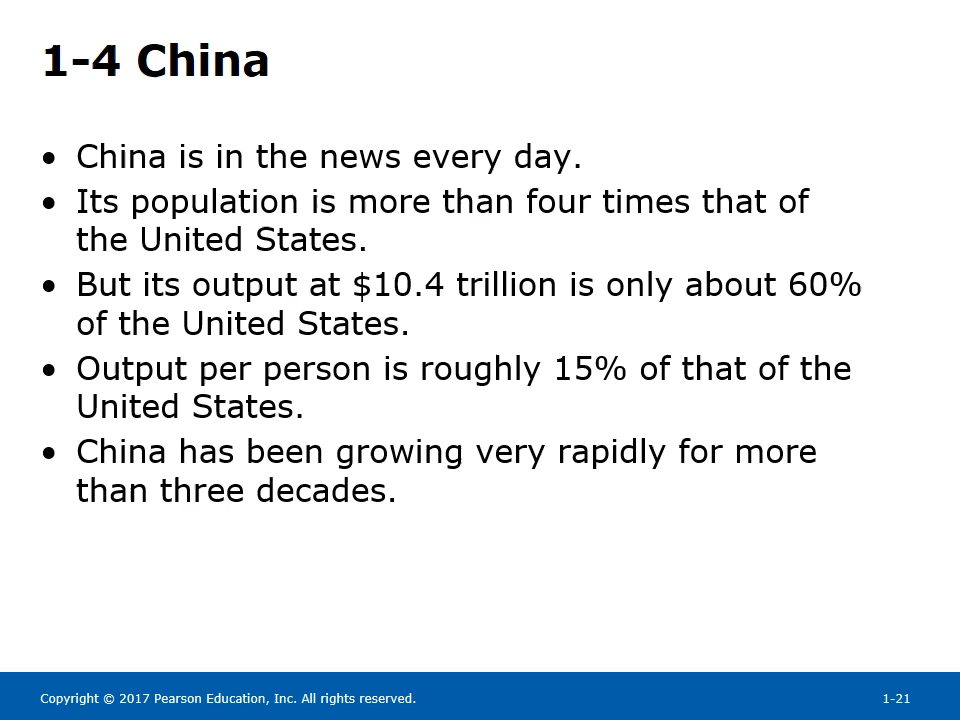 1-4 China
• China is in the news every day.
• Its population is more than four times that of
the United States.
• But its output at $10.4 trillion is only about 60%
of the United States.
• Output per person is roughly 15% of that of the
United States.
• China has been growing very rapidly for more
than three decades.
Copyright © 2017 Pearson Education, Inc. All rights reserved.
1-21